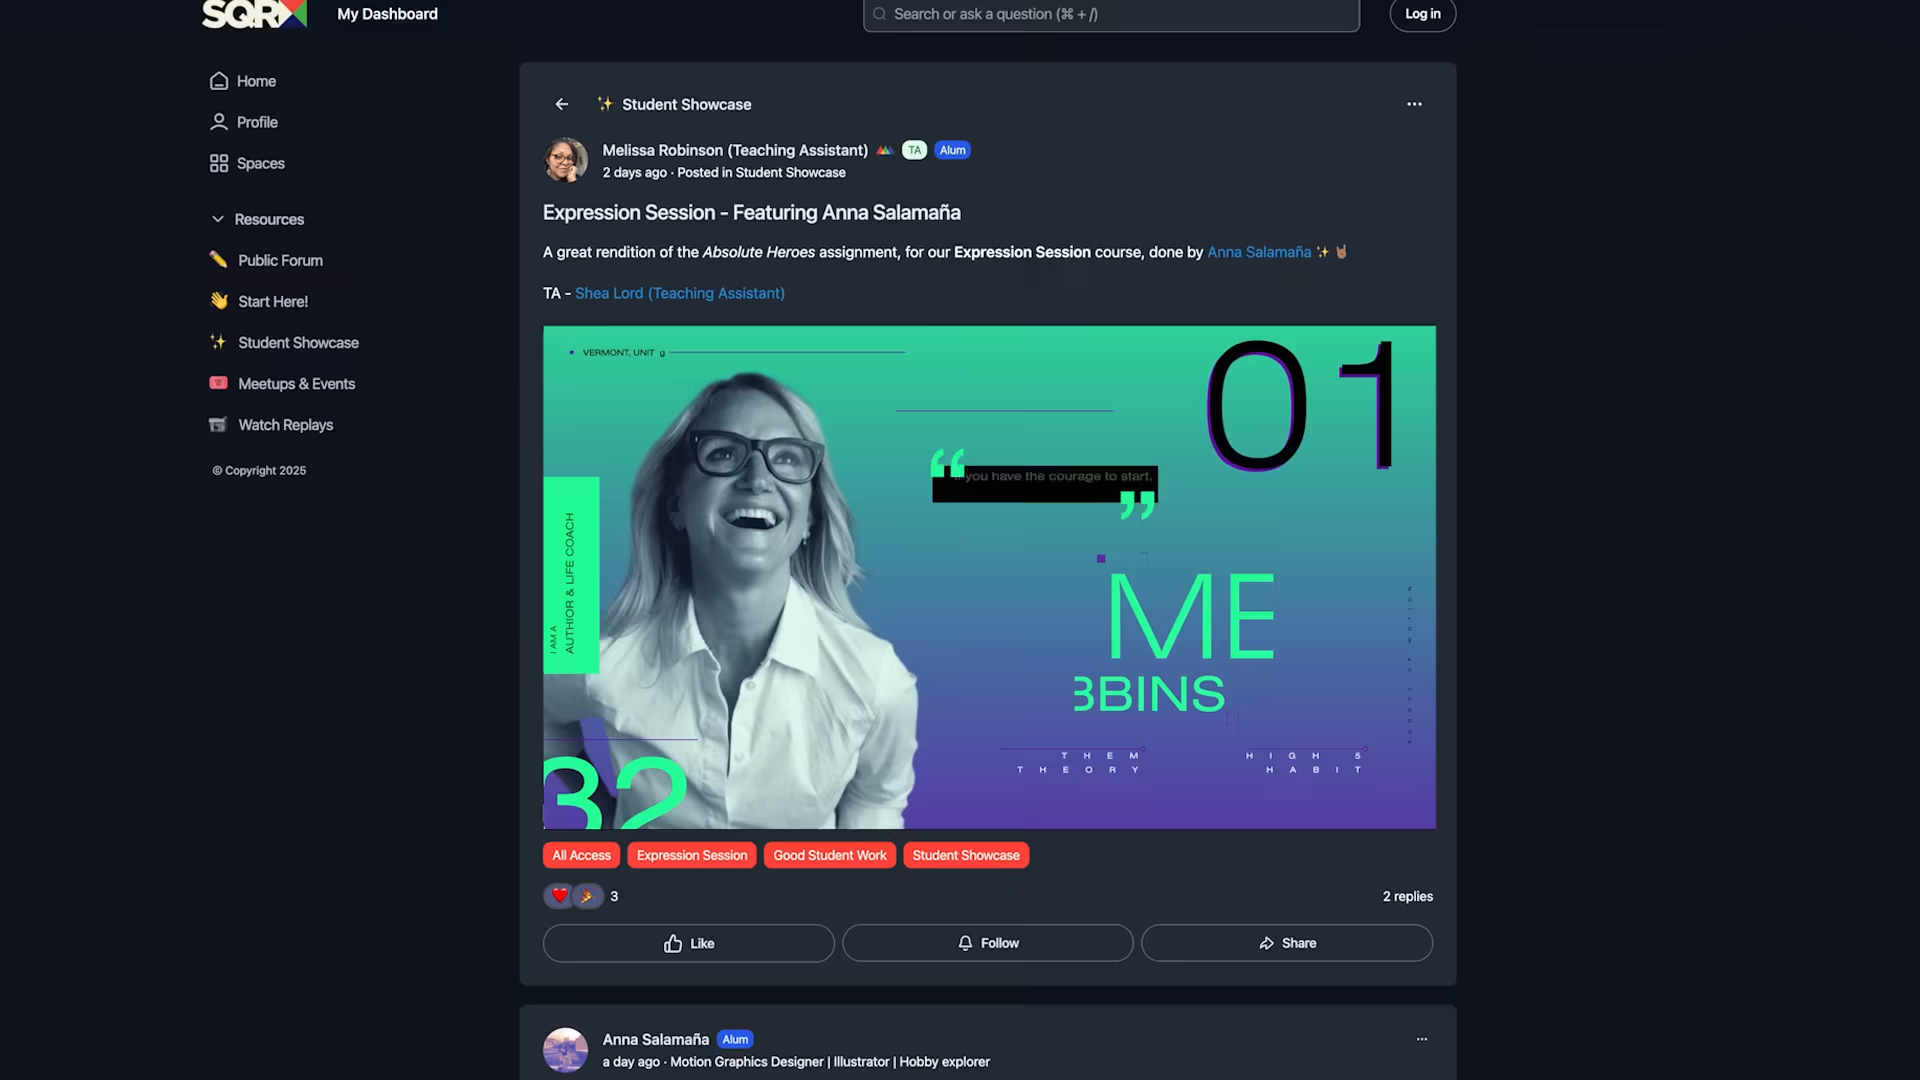 SQRX
My Dashboard
Search or ask a question (⌘ + /)
Log in
Home
Profile
Spaces
Resources
Public Forum
Start Here!
Student Showcase
Meetups & Events
Watch Replays
© Copyright 2025
Student Showcase
Melissa Robinson (Teaching Assistant) TA Alum
2 days ago · Posted in Student Showcase
Expression Session - Featuring Anna Salamaña
A great rendition of the Absolute Heroes assignment, for our Expression Session course, done by Anna Salamaña ✨ 🤘🏽
TA - Shea Lord (Teaching Assistant)
VERMONT, UNIT g
01
“ you have the courage to start. ”
I AM A
AUTHIOR & LIFE COACH
ME
BBINS
THEM
THEORY
HIGH 5
HABIT
32
All Access
Expression Session
Good Student Work
Student Showcase
3
2 replies
Like
Follow
Share
Anna Salamaña Alum
a day ago · Motion Graphics Designer | Illustrator | Hobby explorer